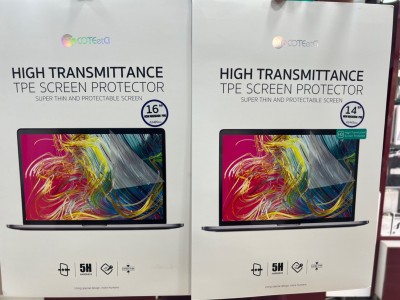 COTEetCI
HIGH TRANSMITTANCE
TPE SCREEN PROTECTOR
SUPER THIN AND PROTECTABLE SCREEN
16"
5H
COTEetCI
HIGH TRANSMITTANCE
TPE SCREEN PROTECTOR
SUPER THIN AND PROTECTABLE SCREEN
14"
5H